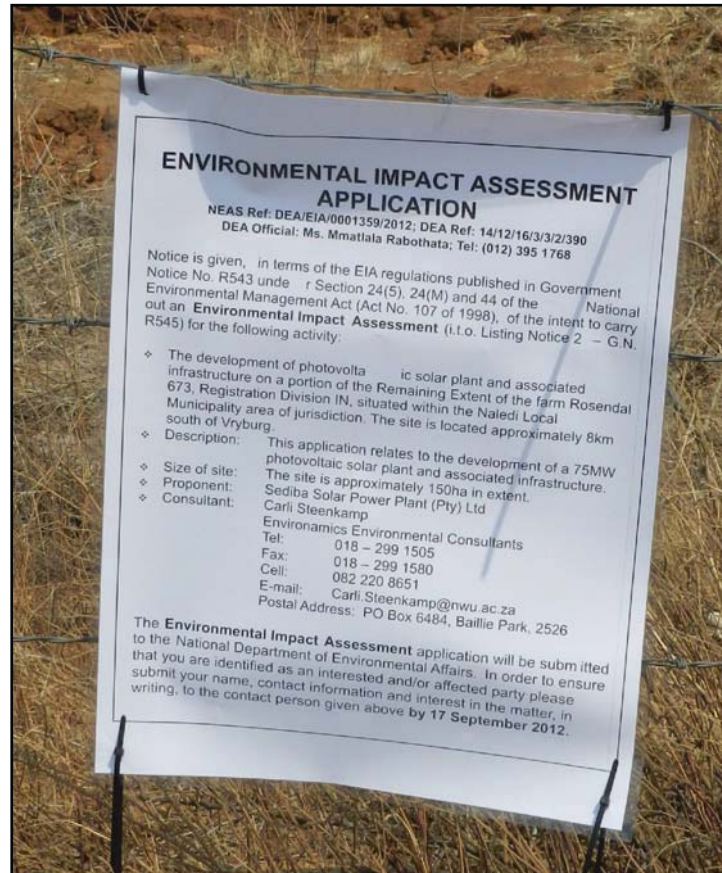 ENVIRONMENTAL IMPACT ASSESSMENT
APPLICATION
NEAS Ref: DEA/EIA/0001359/2012; DEA Ref: 14/12/16/3/3/2/390
DEA Official: Ms. Mmatlala Rabothata; Tel: (012) 395 1768
Notice is given, in terms of the EIA regulations published in Government
Notice No. R543 unde r Section 24(5), 24(M) and 44 of the National
Environmental Management Act (Act No. 107 of 1998), of the intent to carry
out an Environmental Impact Assessment (i.t.o. Listing Notice 2 – G.N.
R545) for the following activity:
❖ The development of photovolta ic solar plant and associated
infrastructure on a portion of the Remaining Extent of the farm Rosendal
673, Registration Division IN, situated within the Naledi Local
Municipality area of jurisdiction. The site is located approximately 8km
south of Vryburg.
❖ Description: This application relates to the development of a 75MW
photovoltaic solar plant and associated infrastructure.
❖ Size of site: The site is approximately 150ha in extent.
❖ Proponent: Sediba Solar Power Plant (Pty) Ltd
❖ Consultant: Carli Steenkamp
Environamics Environmental Consultants
Tel: 018 – 299 1505
Fax: 018 – 299 1580
Cell: 082 220 8651
E-mail: Carli.Steenkamp@nwu.ac.za
Postal Address: PO Box 6484, Baillie Park, 2526
The Environmental Impact Assessment application will be subm itted
to the National Department of Environmental Affairs. In order to ensure
that you are identified as an interested and/or affected party please
submit your name, contact information and interest in the matter, in
writing, to the contact person given above by 17 September 2012.